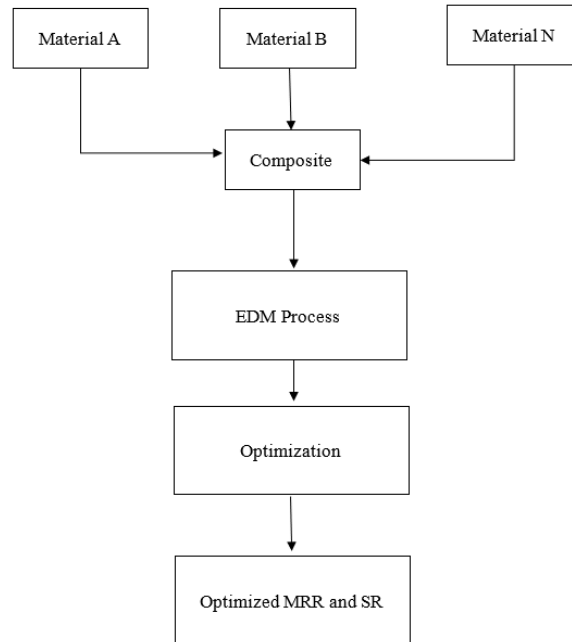 Material A
Material B
Material N
Composite
EDM Process
Optimization
Optimized MRR and SR